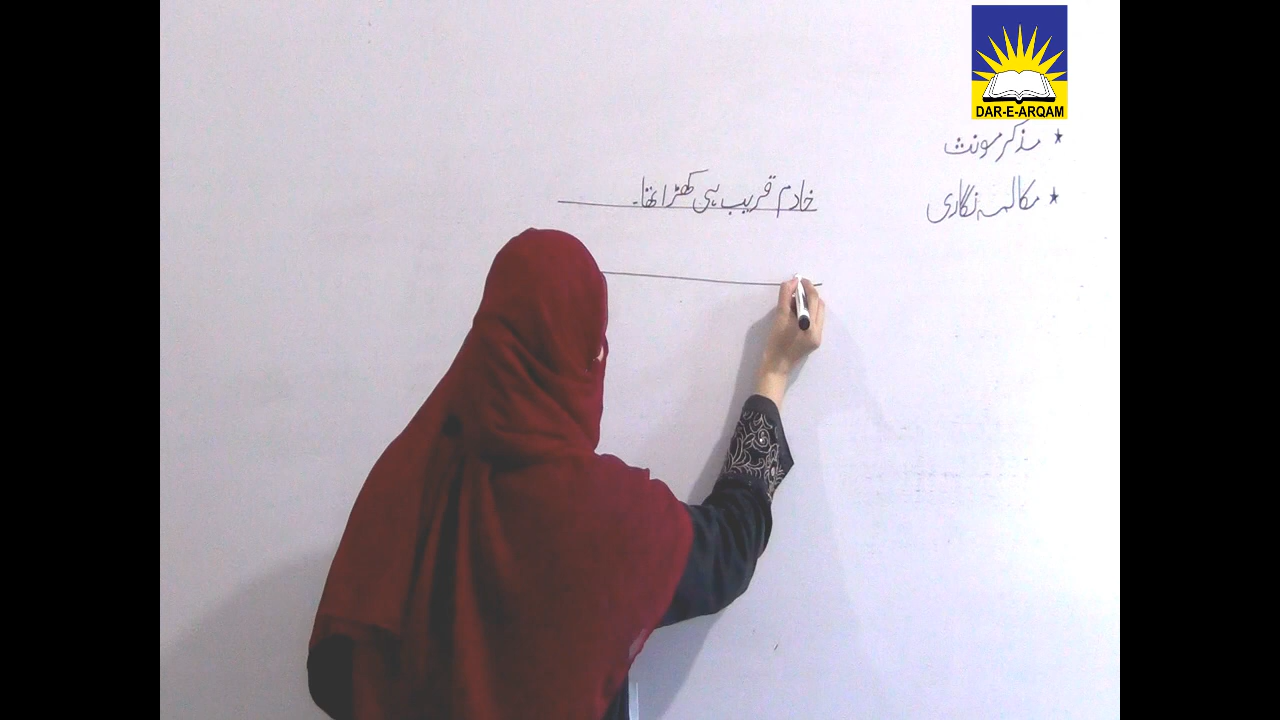 DAR-E-ARQAM
* مذکر مونث
* مکالمہ نگاری
خادم قریب ہی کھڑا تھا۔